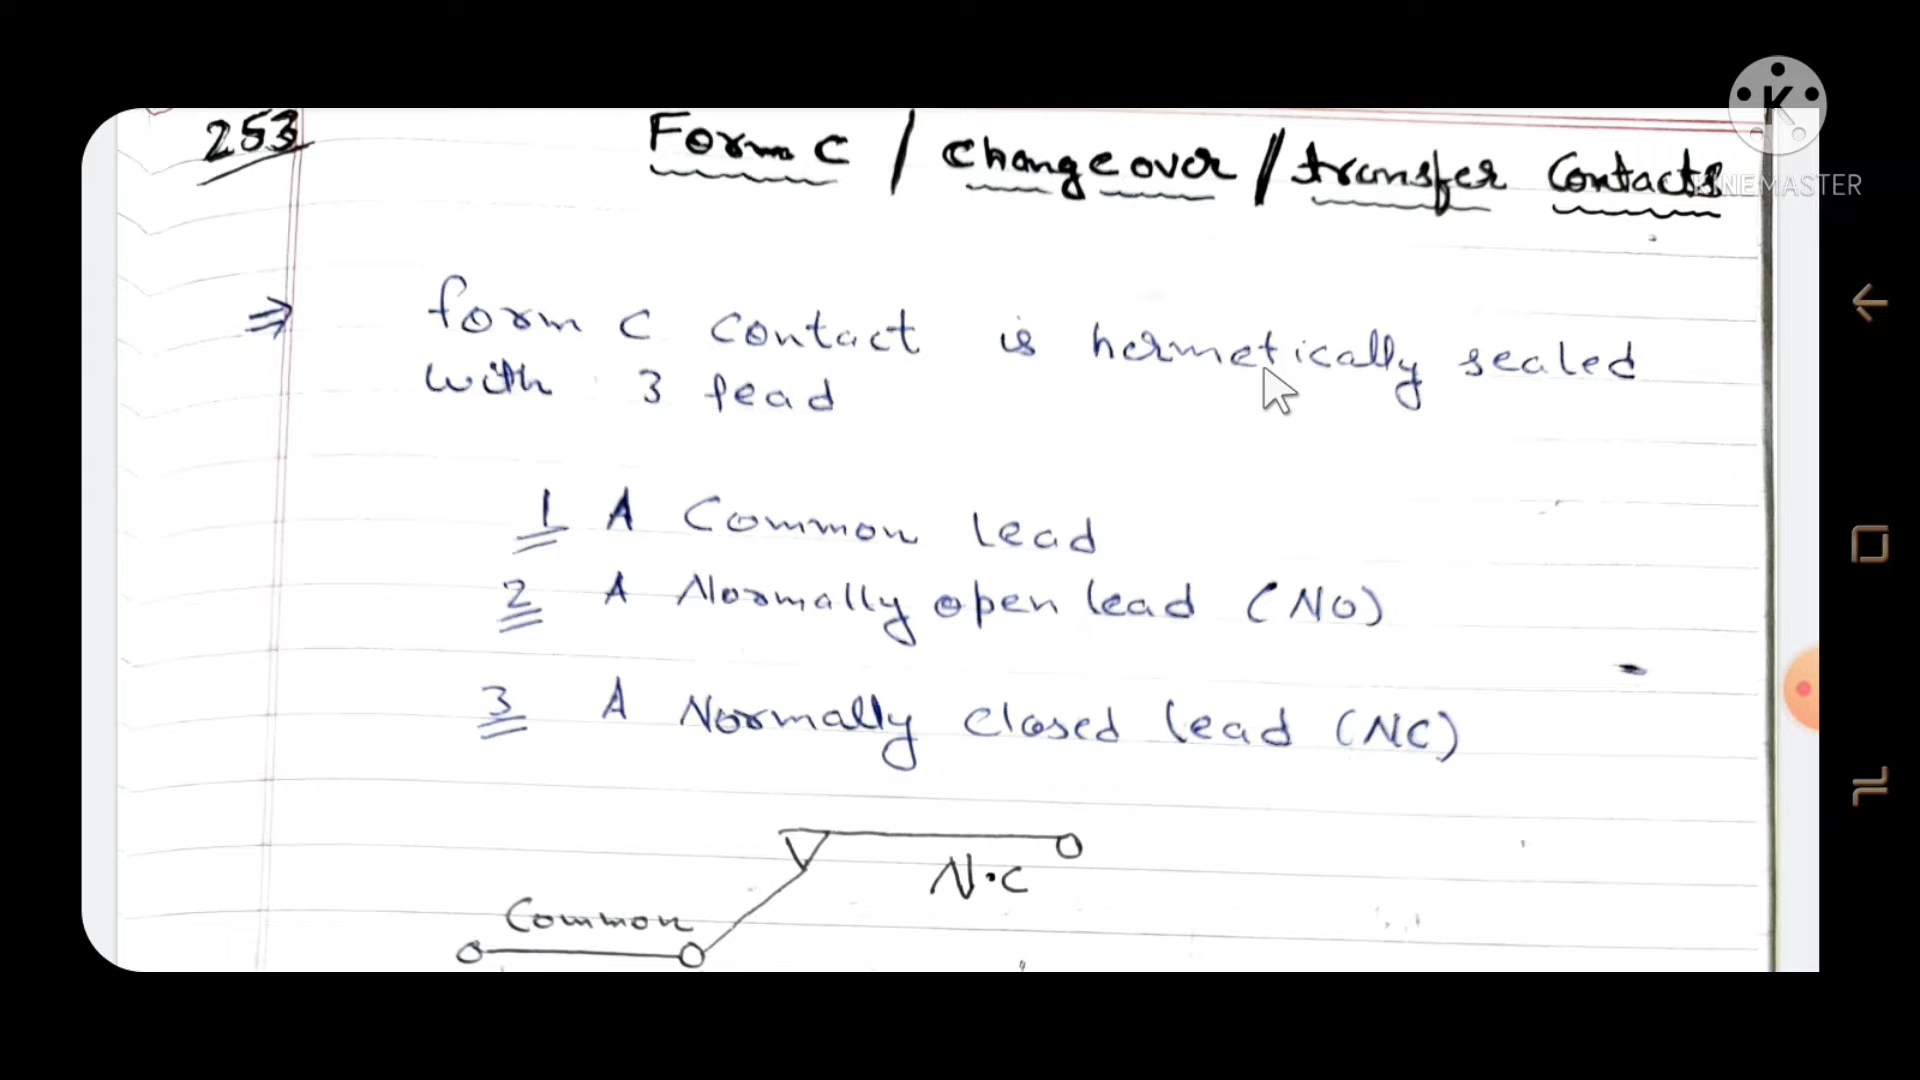 253
Form C / Changeover / transfer Contacts
KINEMASTER
⇒ form C contact is hermetically sealed
with 3 lead
1 A Common lead
2 A Normally open lead (NO)
3 A Normally closed lead (NC)
N.C
Common